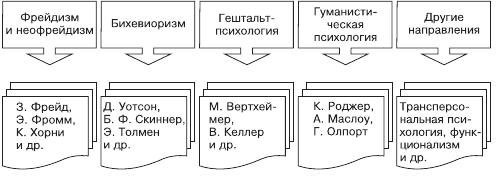 Фрейдизм
и неофрейдизм
Бихевиоризм
Гештальт-
психология
Гуманисти-
ческая
психология
Другие
направления
З. Фрейд,
Э. Фромм,
К. Хорни
и др.
Д. Уотсон,
Б. Ф. Скиннер,
Э. Толмен
и др.
М. Вертхей-
мер,
В. Келлер
и др.
К. Роджер,
А. Маслоу,
Г. Олпорт
Трансперсо-
нальная пси-
хология, функ-
ционализм
и др.